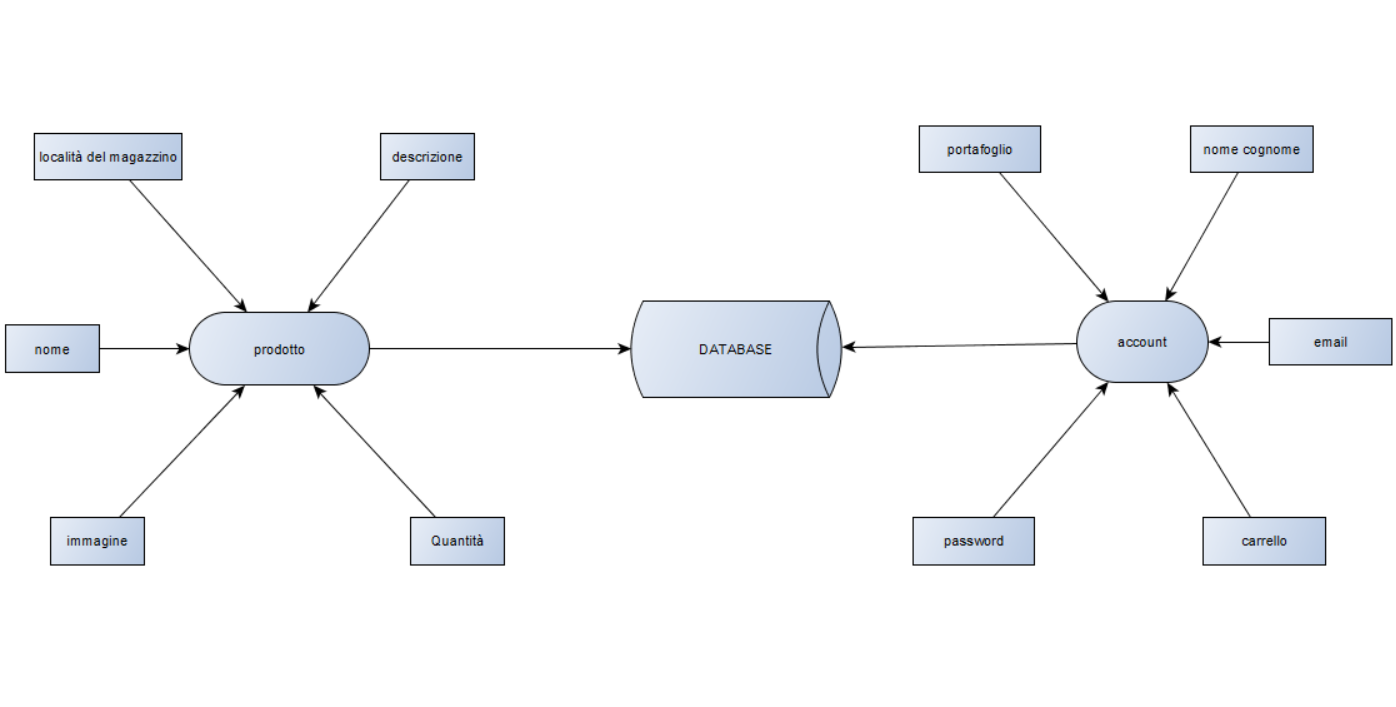 portafoglio
nome cognome
località del magazzino
descrizione
nome
prodotto
DATABASE
account
email
immagine
Quantità
password
carrello